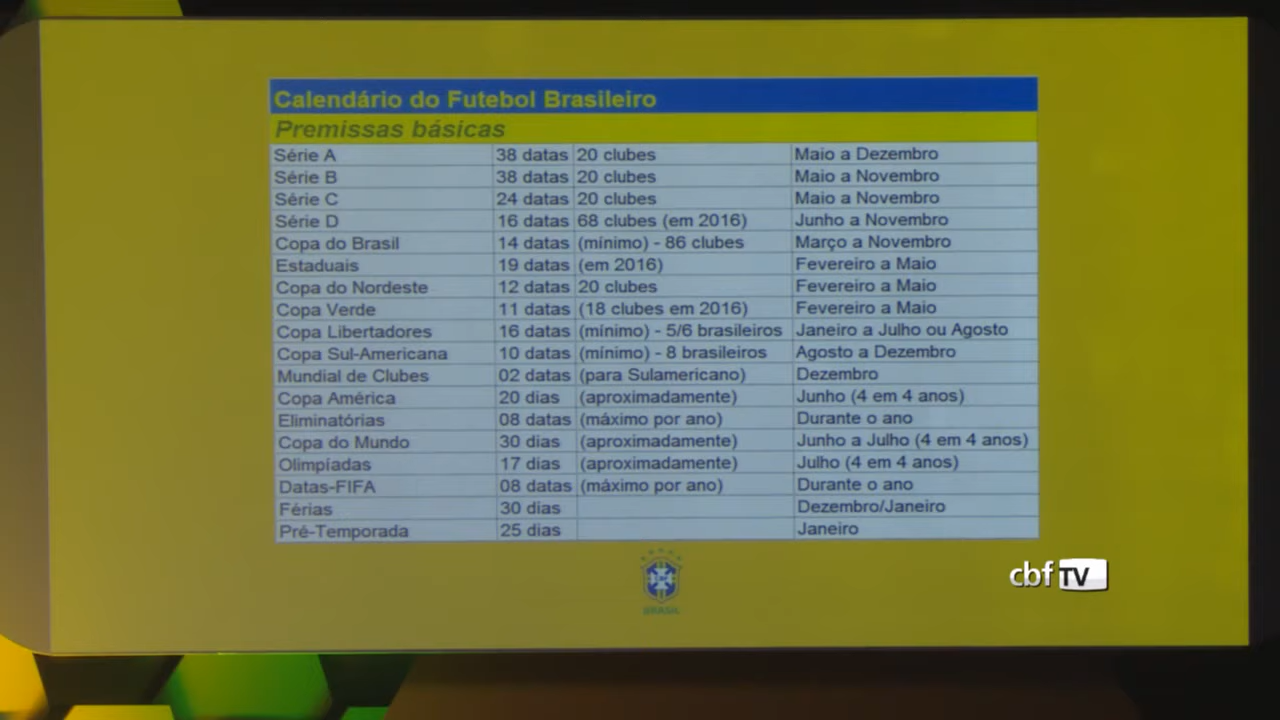 Calendário do Futebol Brasileiro
Premissas básicas
Série A 38 datas 20 clubes Maio a Dezembro
Série B 38 datas 20 clubes Maio a Novembro
Série C 24 datas 20 clubes Maio a Novembro
Série D 16 datas 68 clubes (em 2016) Junho a Novembro
Copa do Brasil 14 datas (mínimo) - 86 clubes Março a Novembro
Estaduais 19 datas (em 2016) Fevereiro a Maio
Copa do Nordeste 12 datas 20 clubes Fevereiro a Maio
Copa Verde 11 datas (18 clubes em 2016) Fevereiro a Maio
Copa Libertadores 16 datas (mínimo) - 5/6 brasileiros Janeiro a Julho ou Agosto
Copa Sul-Americana 10 datas (mínimo) - 8 brasileiros Agosto a Dezembro
Mundial de Clubes 02 datas (para Sulamericano) Dezembro
Copa América 20 dias (aproximadamente) Junho (4 em 4 anos)
Eliminatórias 08 datas (máximo por ano) Durante o ano
Copa do Mundo 30 dias (aproximadamente) Junho a Julho (4 em 4 anos)
Olimpíadas 17 dias (aproximadamente) Julho (4 em 4 anos)
Datas-FIFA 08 datas (máximo por ano) Durante o ano
Férias 30 dias Dezembro/Janeiro
Pré-Temporada 25 dias Janeiro
cbf TV
BRASIL